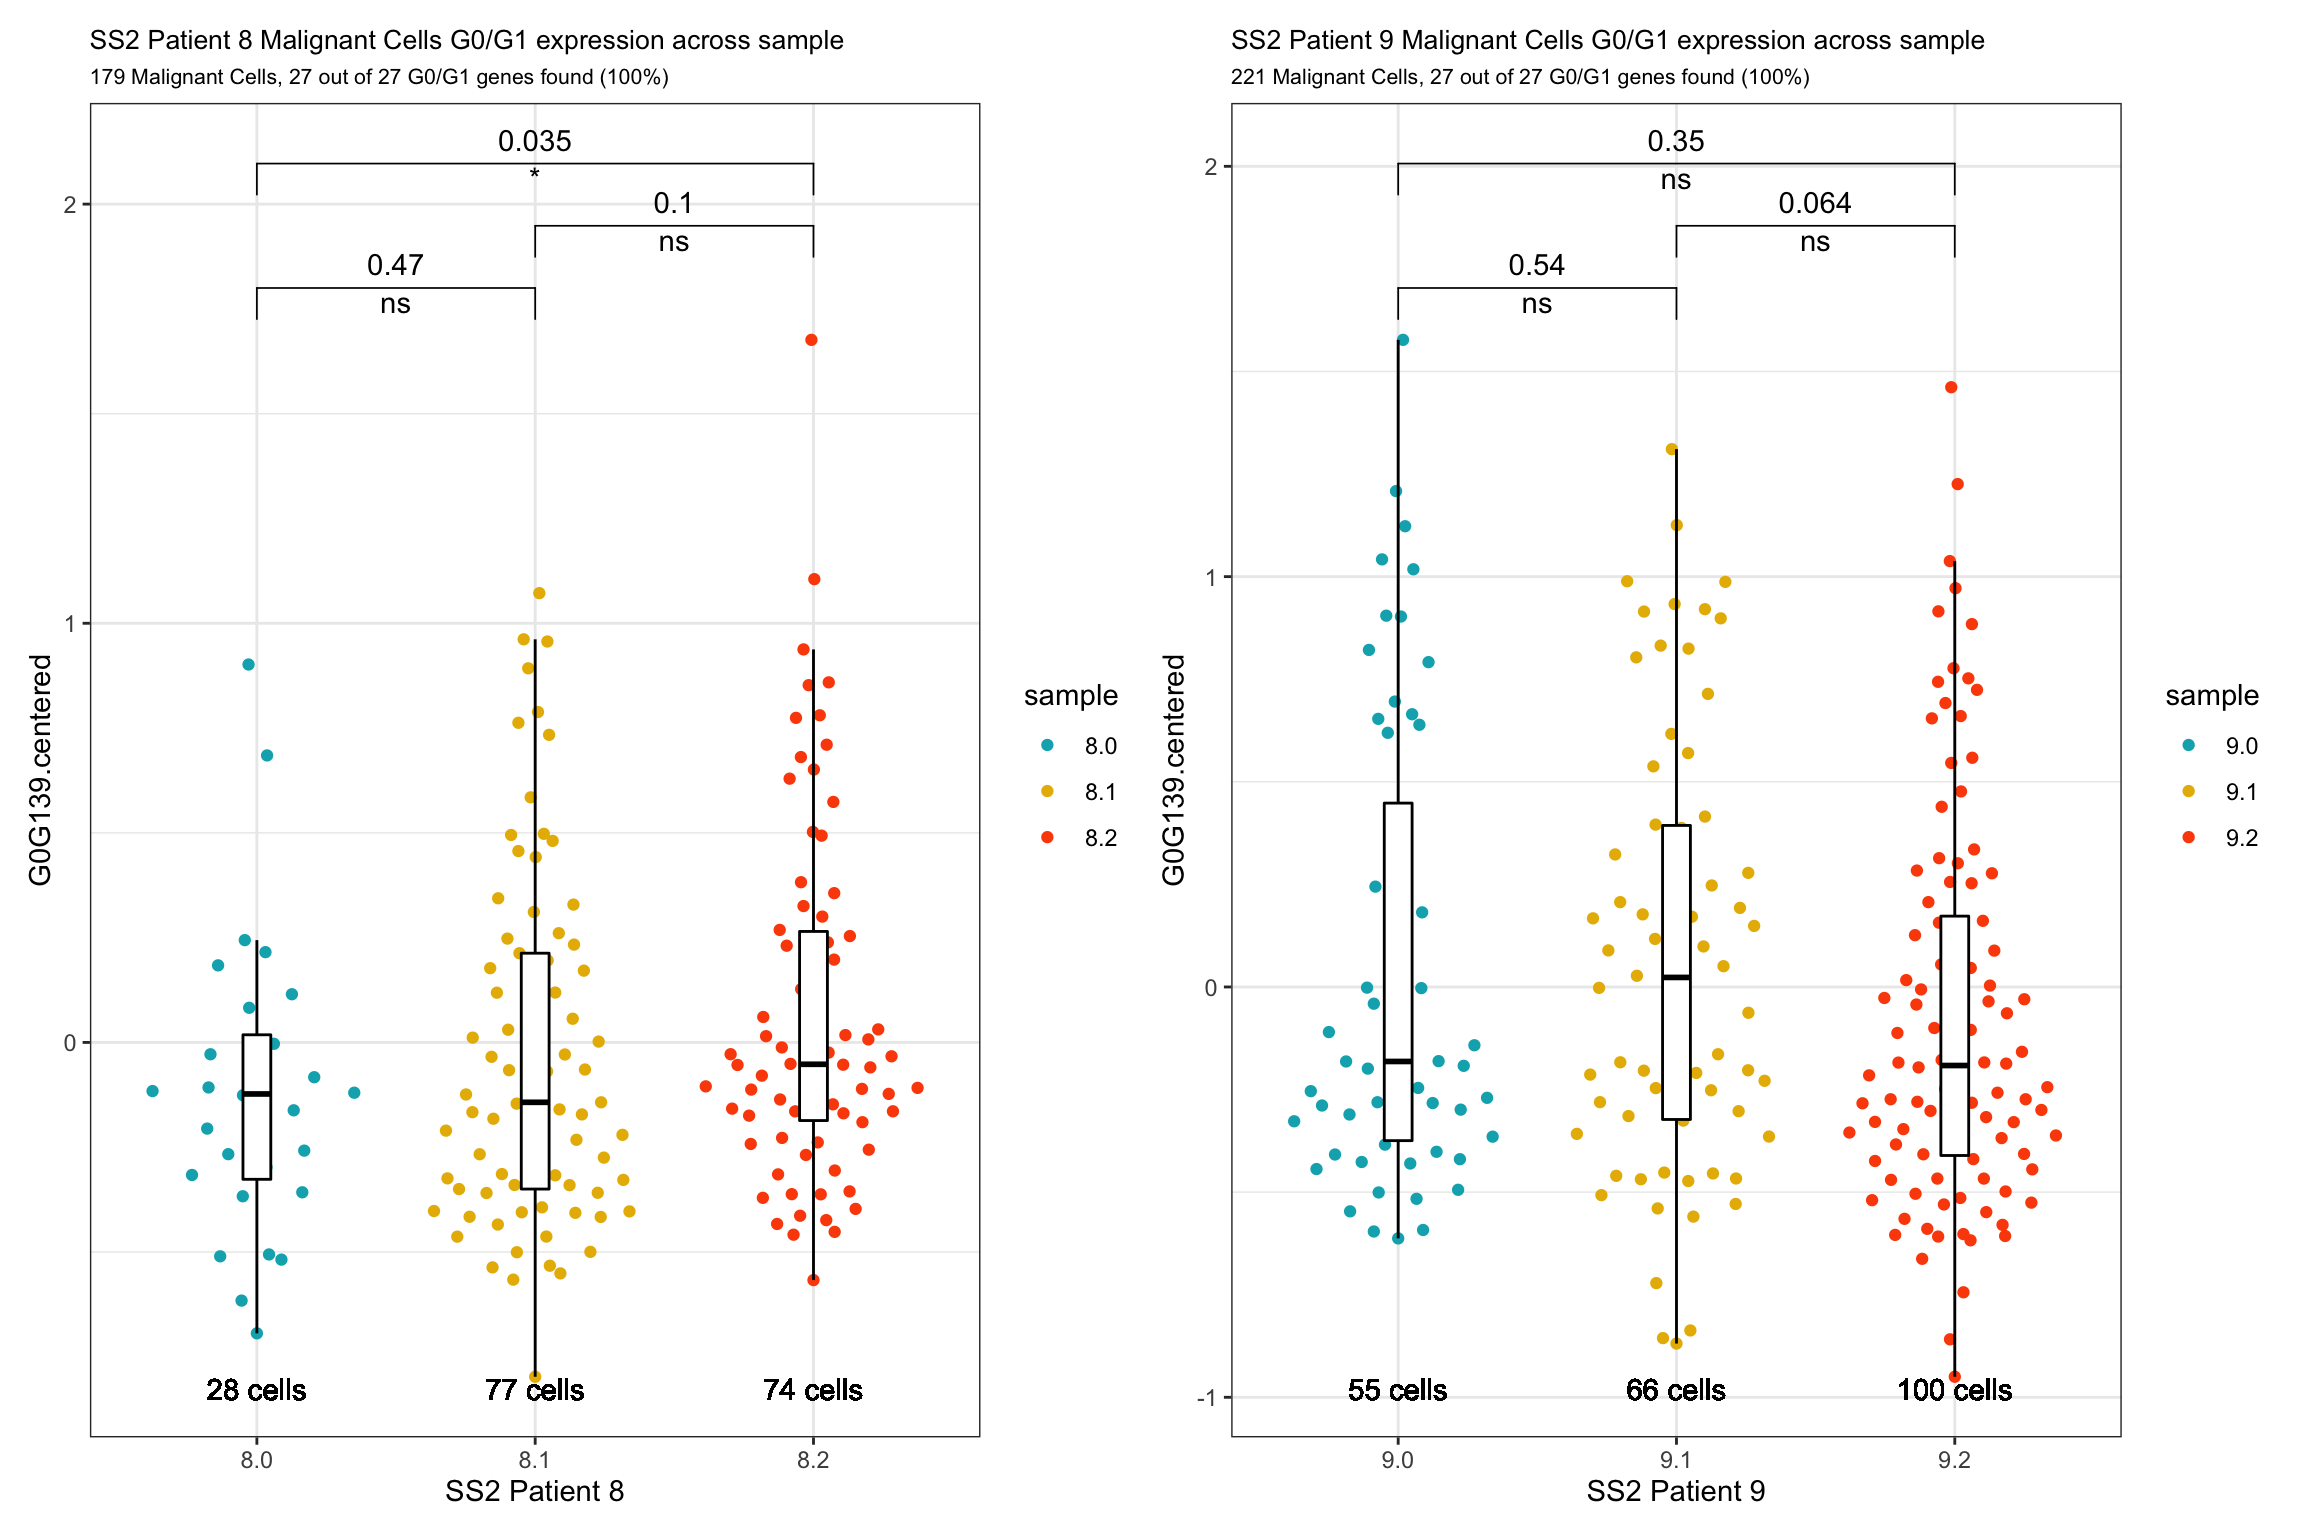 SS2 Patient 8 Malignant Cells G0/G1 expression across sample
179 Malignant Cells, 27 out of 27 G0/G1 genes found (100%)
0.035
*
0.1
ns
0.47
ns
2
1
0
G0G139.centered
28 cells
77 cells
74 cells
8.0
8.1
8.2
SS2 Patient 8
sample
8.0
8.1
8.2
SS2 Patient 9 Malignant Cells G0/G1 expression across sample
221 Malignant Cells, 27 out of 27 G0/G1 genes found (100%)
0.35
ns
0.064
ns
0.54
ns
2
1
0
-1
G0G139.centered
55 cells
66 cells
100 cells
9.0
9.1
9.2
SS2 Patient 9
sample
9.0
9.1
9.2